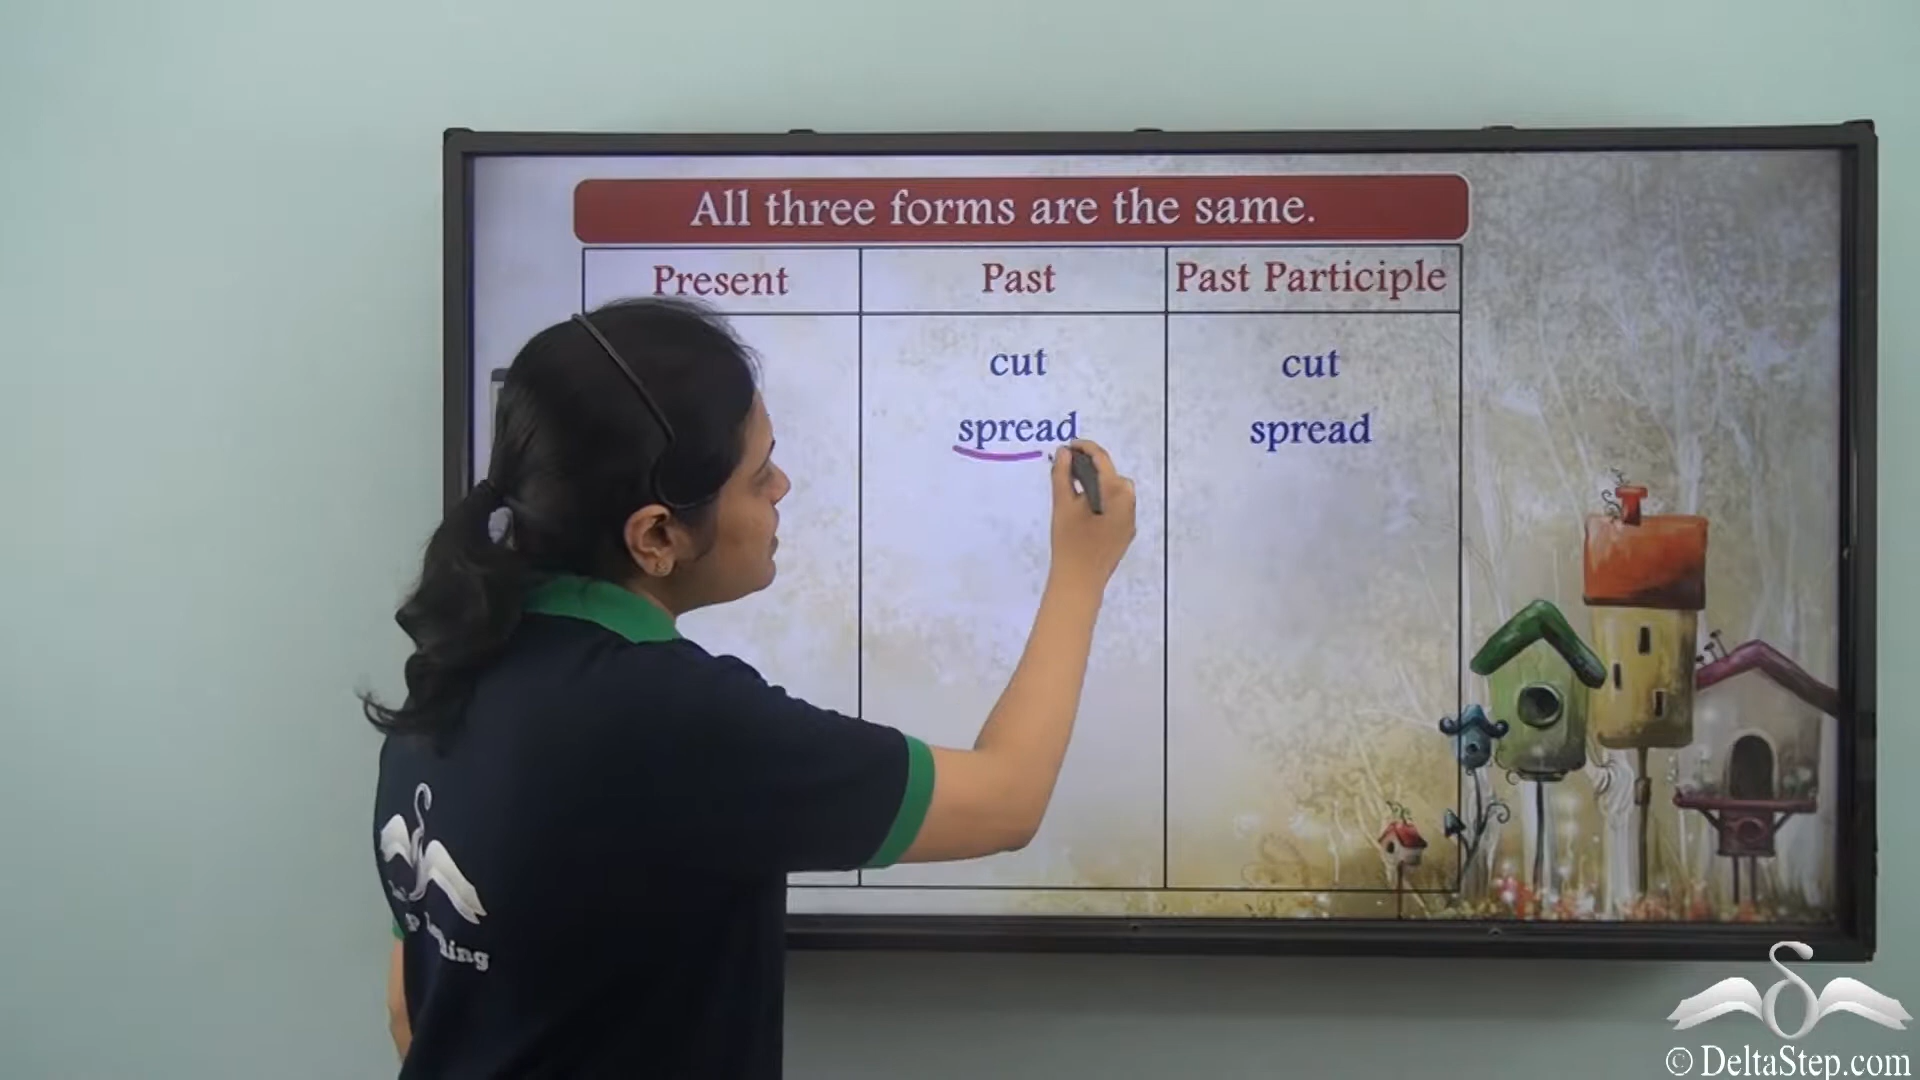 All three forms are the same.
Present Past Past Participle
cut cut
spread spread
© DeltaStep.com